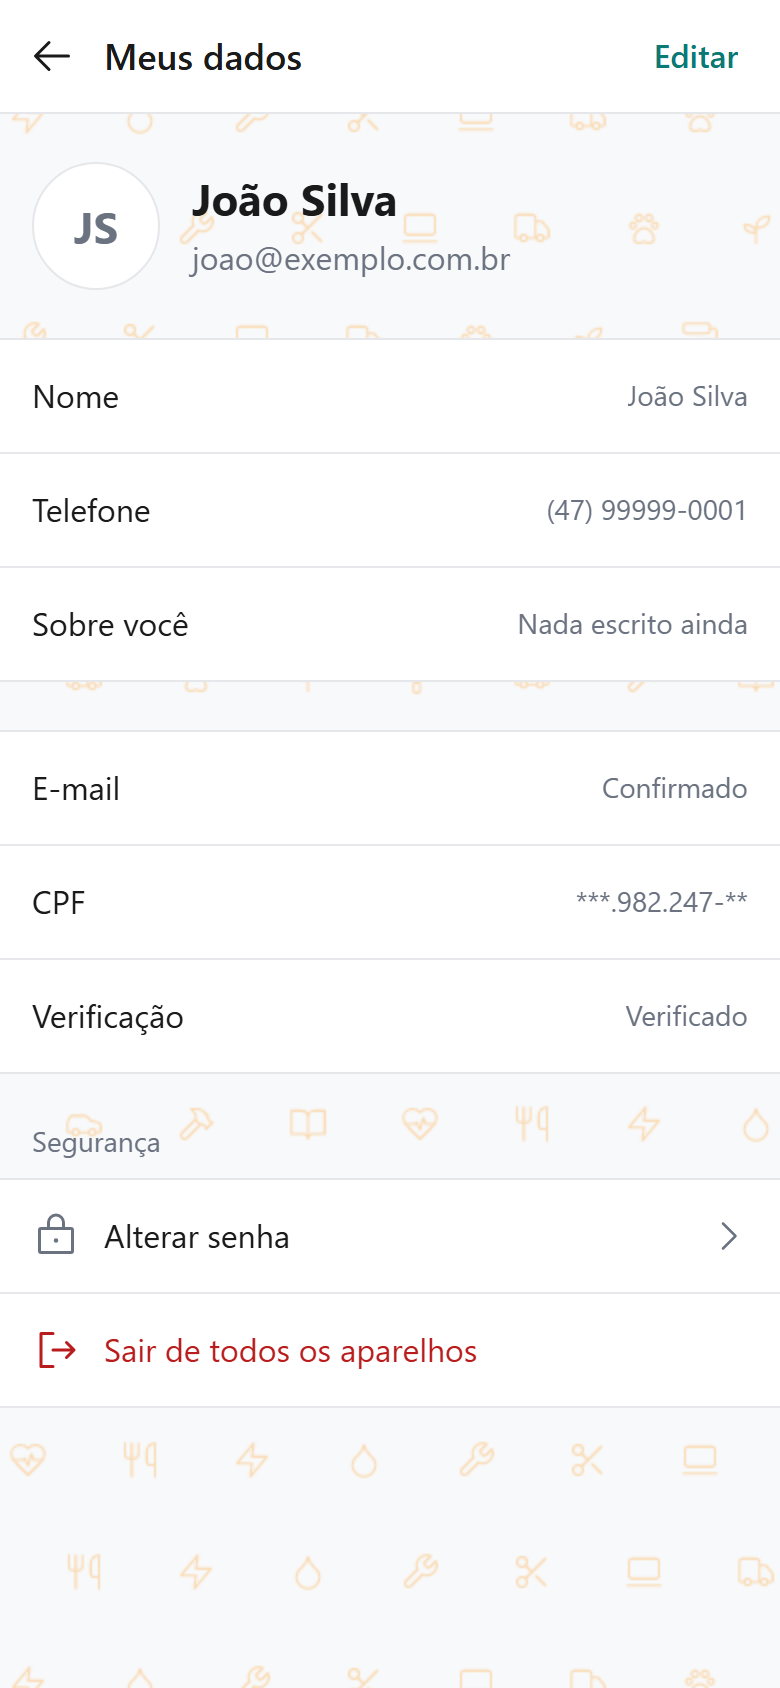 Meus dados
Editar
JS
João Silva
joao@exemplo.com.br
Nome
João Silva
Telefone
(47) 99999-0001
Sobre você
Nada escrito ainda
E-mail
Confirmado
CPF
***.982.247-**
Verificação
Verificado
Segurança
Alterar senha
Sair de todos os aparelhos